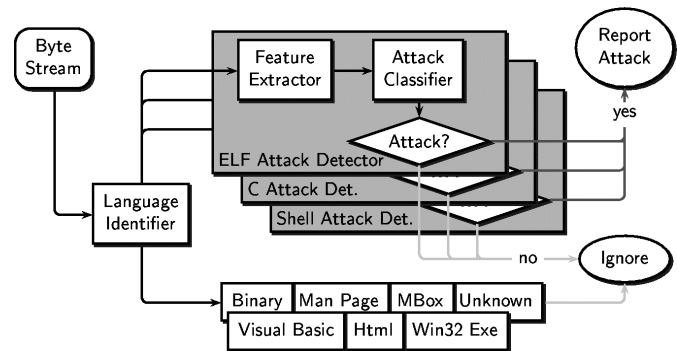 Byte
Stream
Feature
Extractor
Attack
Classifier
Report
Attack
yes
Attack?
ELF Attack Detector
C Attack Det.
Shell Attack Det.
Language
Identifier
no
Ignore
Binary
Man Page
MBox
Unknown
Visual Basic
Html
Win32 Exe